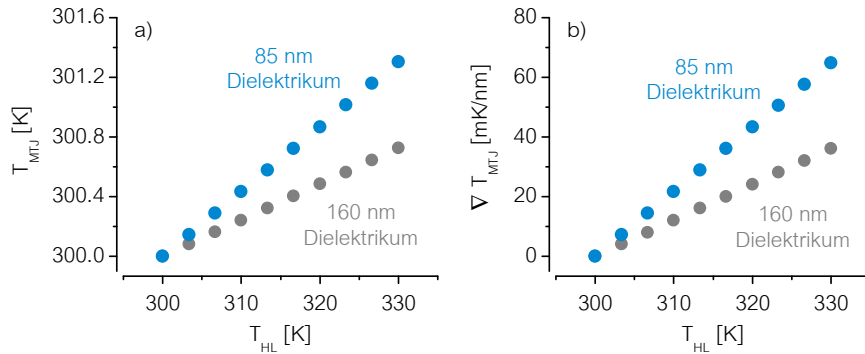 a)
301.6
301.2
300.8
300.4
300.0
T_MTJ [K]
85 nm
Dielektrikum
160 nm
Dielektrikum
300 310 320 330
T_HL [K]
b)
80
60
40
20
0
∇ T_MTJ [mK/nm]
85 nm
Dielektrikum
160 nm
Dielektrikum
300 310 320 330
T_HL [K]